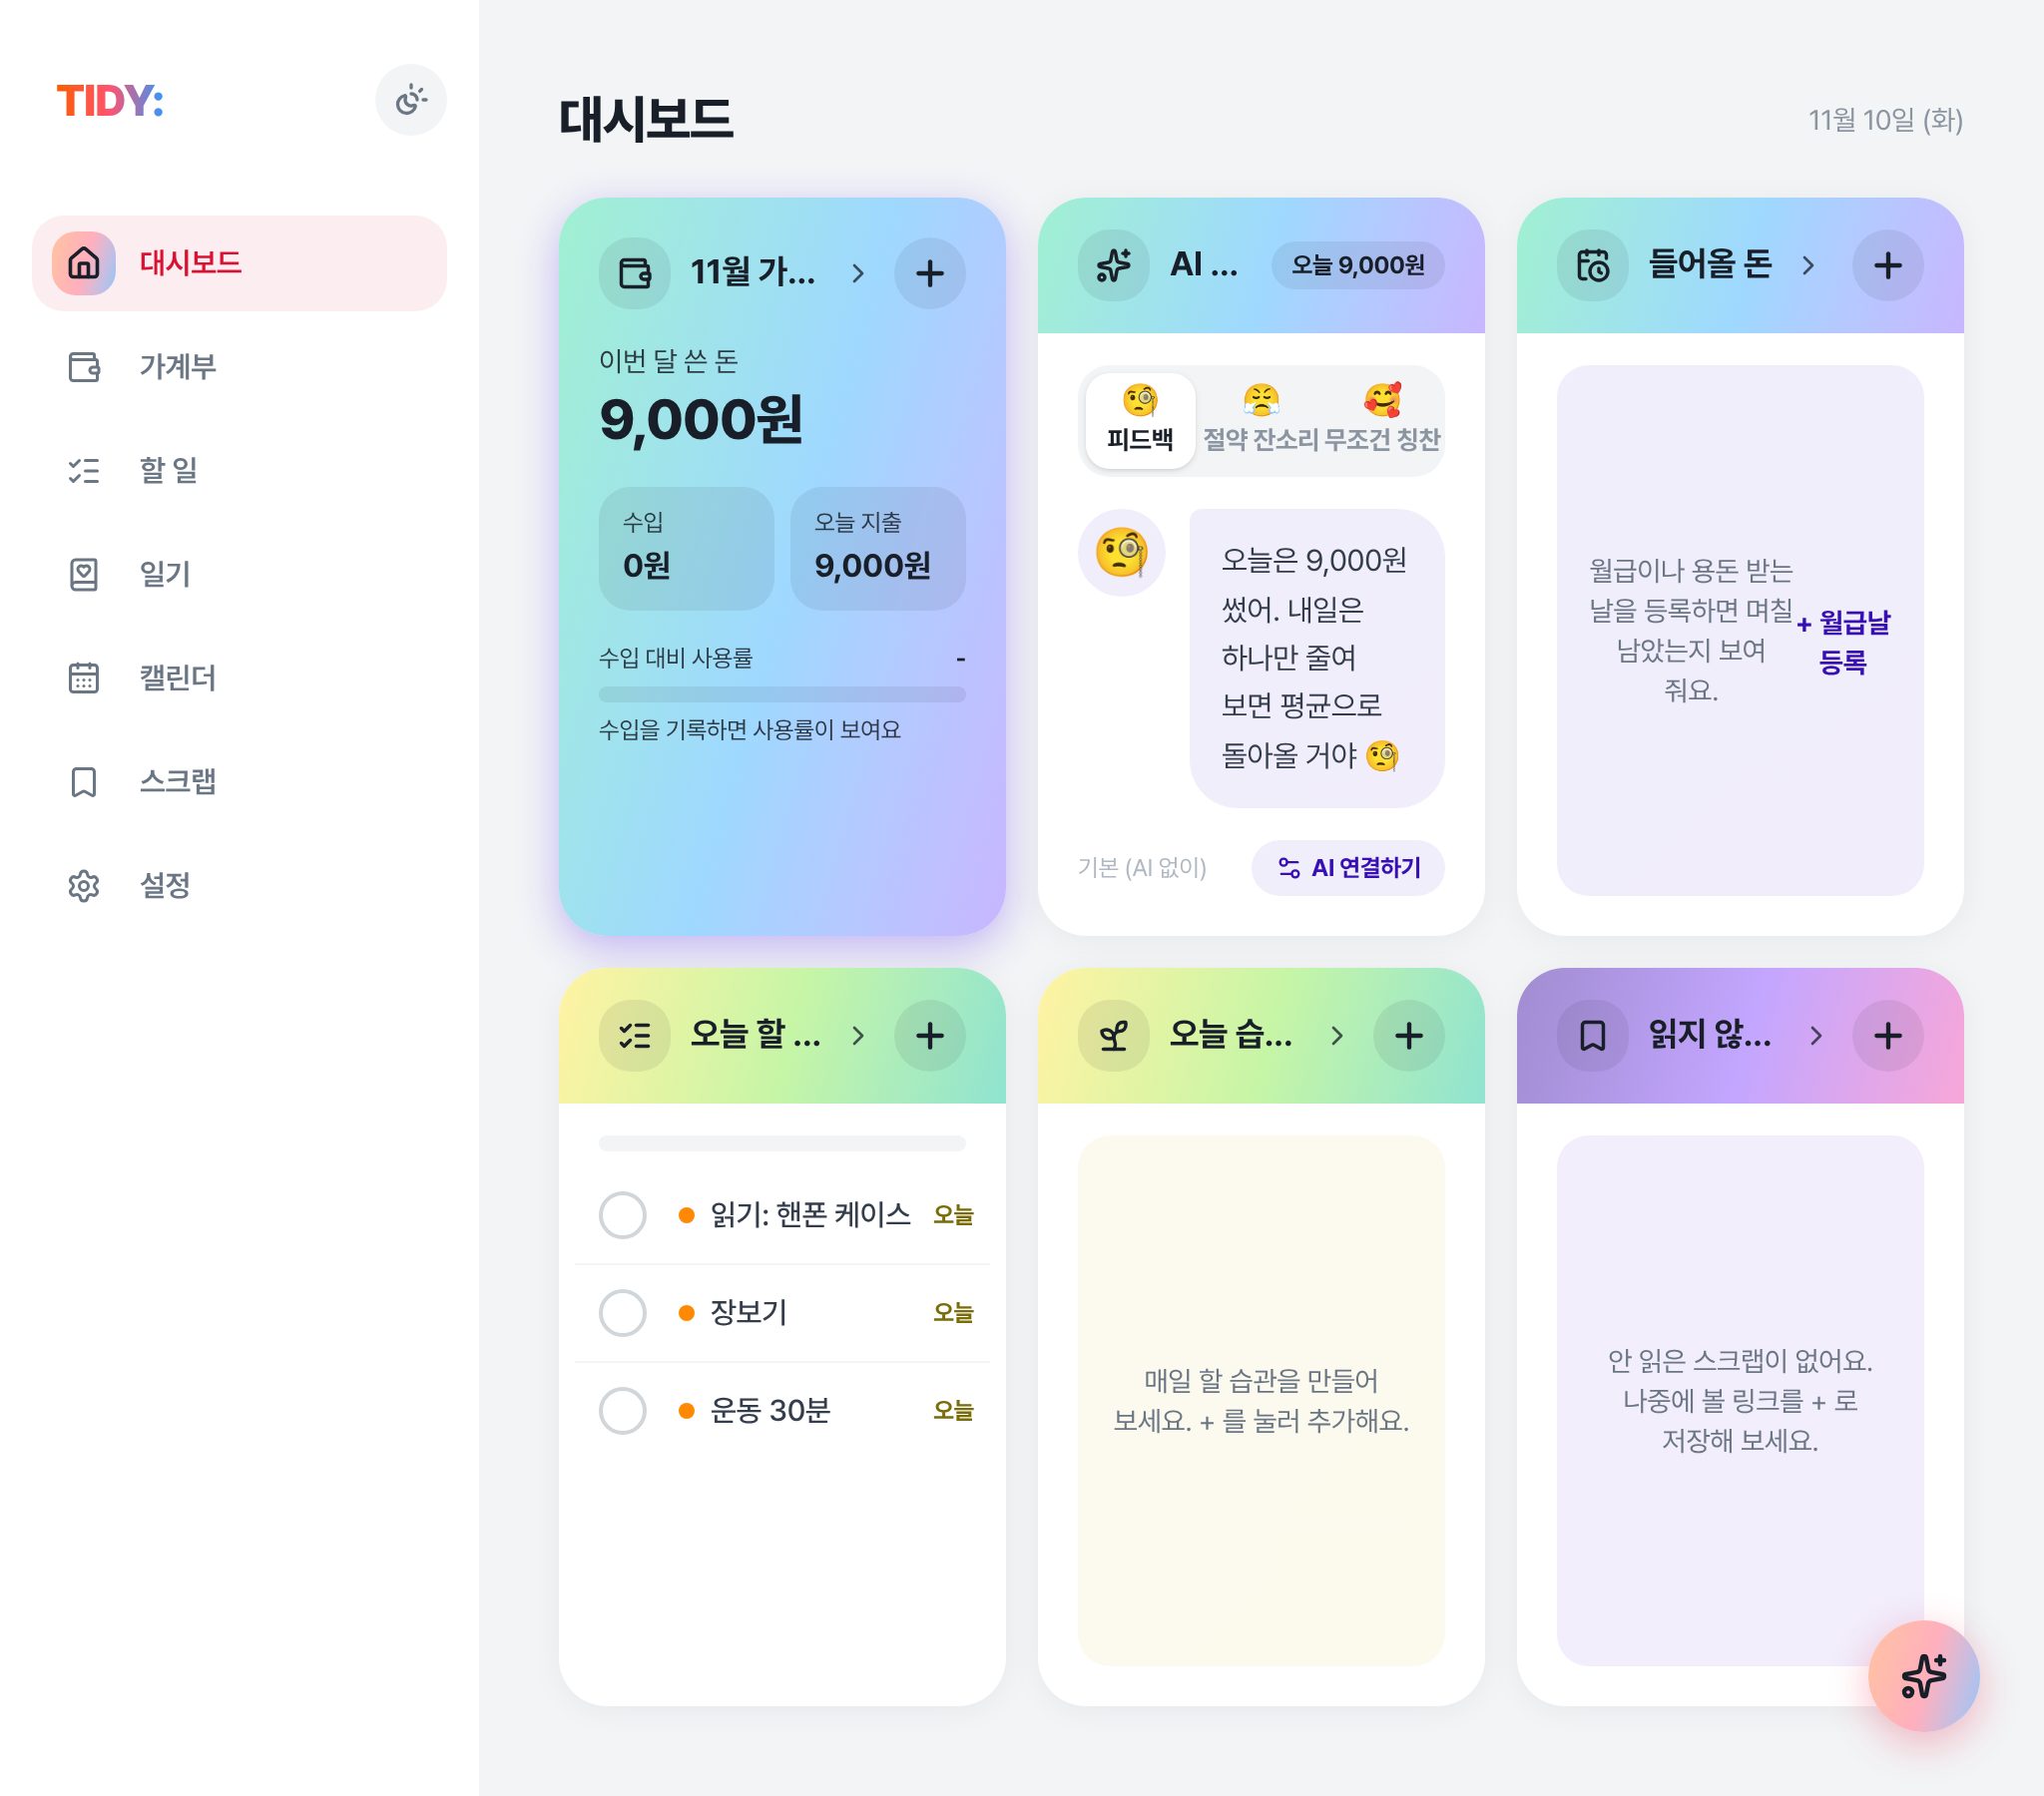 TIDY:
대시보드
가계부
할 일
일기
캘린더
스크랩
설정
대시보드
11월 10일 (화)
11월 가...
이번 달 쓴 돈
9,000원
수입
0원
오늘 지출
9,000원
수입 대비 사용률
-
수입을 기록하면 사용률이 보여요
AI ...
오늘 9,000원
피드백
절약 잔소리
무조건 칭찬
오늘은 9,000원
썼어. 내일은
하나만 줄여
보면 평균으로
돌아올 거야 🧐
기본 (AI 없이)
AI 연결하기
들어올 돈
월급이나 용돈 받는
날을 등록하면 며칠
남았는지 보여
줘요.
+ 월급날
등록
오늘 할 ...
읽기: 핸폰 케이스
오늘
장보기
오늘
운동 30분
오늘
오늘 습...
매일 할 습관을 만들어
보세요. + 를 눌러 추가해요.
읽지 않...
안 읽은 스크랩이 없어요.
나중에 볼 링크를 + 로
저장해 보세요.